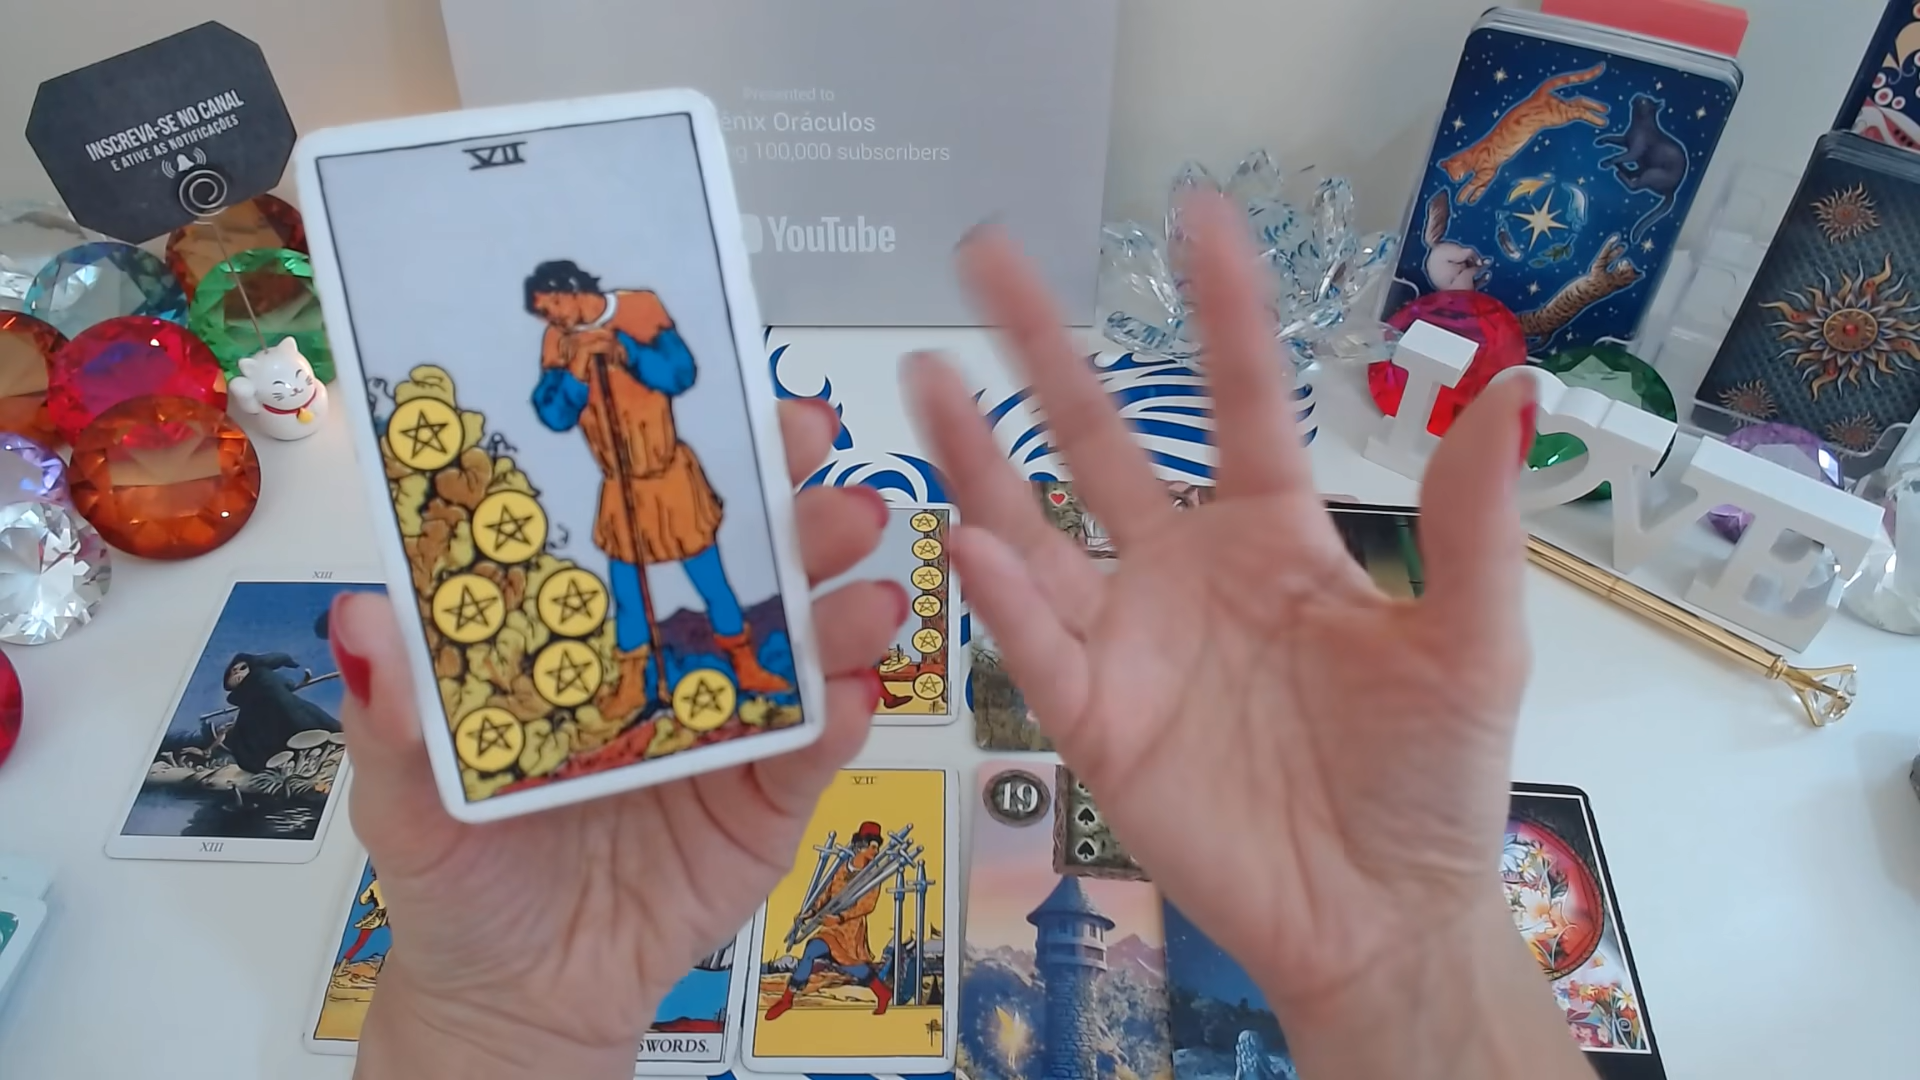 INSCREVA-SE NO CANAL
E ATIVE AS NOTIFICAÇÕES
Presented to
ênix Oráculos
100,000 subscribers
YouTube
VII
LOVE
XIII
XIII
VII
19
SWORDS.